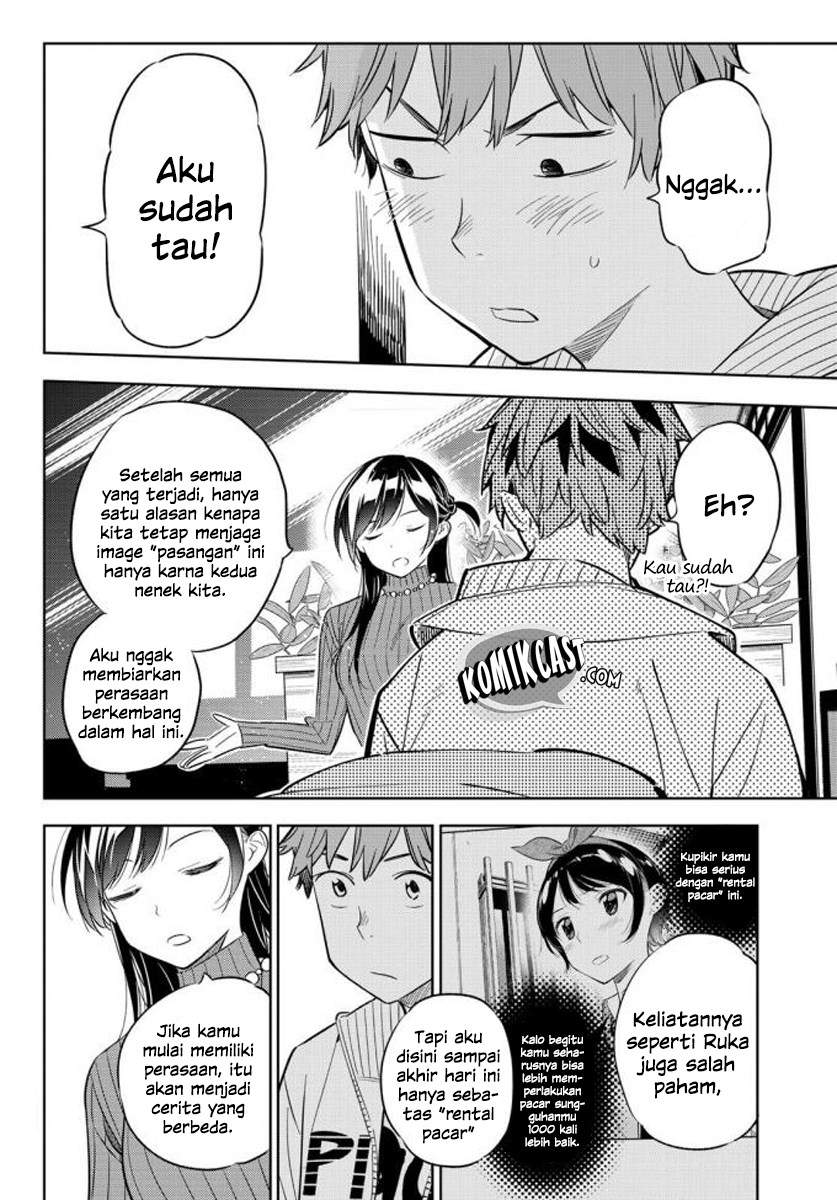 Nggak...
Aku
sudah
tau!
Eh?
Kau sudah
tau?!
Setelah semua
yang terjadi, hanya
satu alasan kenapa
kita tetap menjaga
image "pasangan" ini
hanya karna kedua
nenek kita.
Aku nggak
membiarkan
perasaan
berkembang
dalam hal ini.
KOMIKCAST
.COM
Kupikir kamu
bisa serius
dengan "rental
pacar" ini.
Keliatannya
seperti Ruka
juga salah
paham,
Kalo begitu
kamu seha-
rusnya bisa
lebih mem-
perlakukan
pacar sung-
guhanmu
1000 kali
lebih baik.
Tapi aku
disini sampai
akhir hari ini
hanya seba-
tas "rental
pacar"
Jika kamu
mulai memiliki
perasaan, itu
akan menjadi
cerita yang
berbeda.